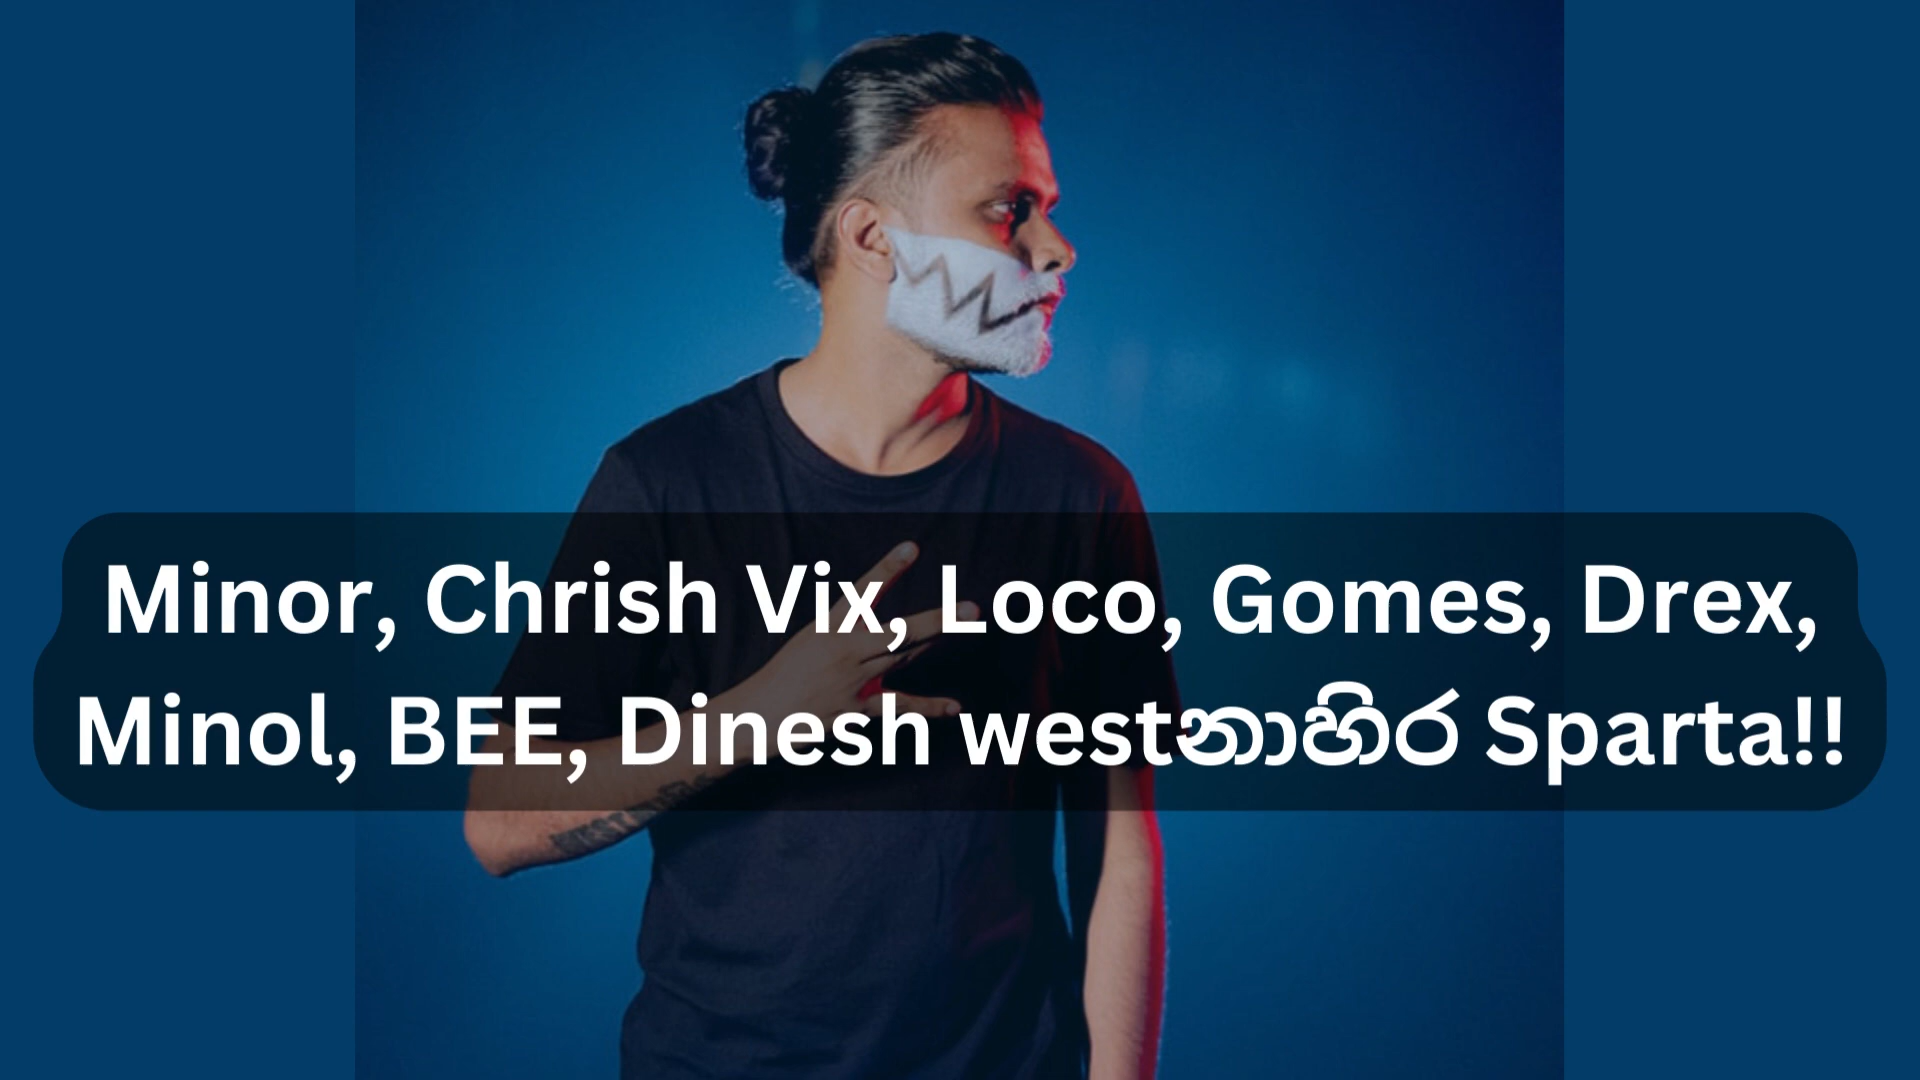 Minor, Chrish Vix, Loco, Gomes, Drex,
Minol, BEE, Dinesh westනාහිර Sparta!!